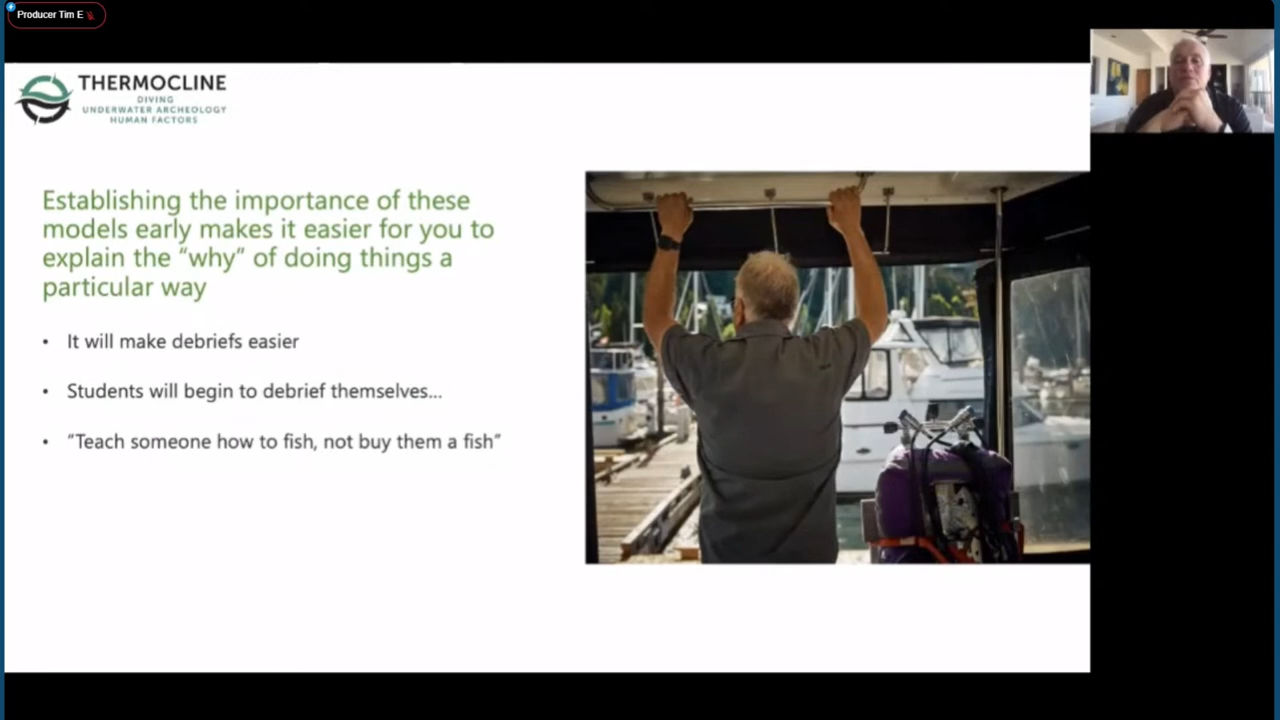 Producer Tim E
THERMOCLINE
DIVING
UNDERWATER ARCHEOLOGY
HUMAN FACTORS
Establishing the importance of these
models early makes it easier for you to
explain the “why” of doing things a
particular way
• It will make debriefs easier
• Students will begin to debrief themselves...
• “Teach someone how to fish, not buy them a fish”